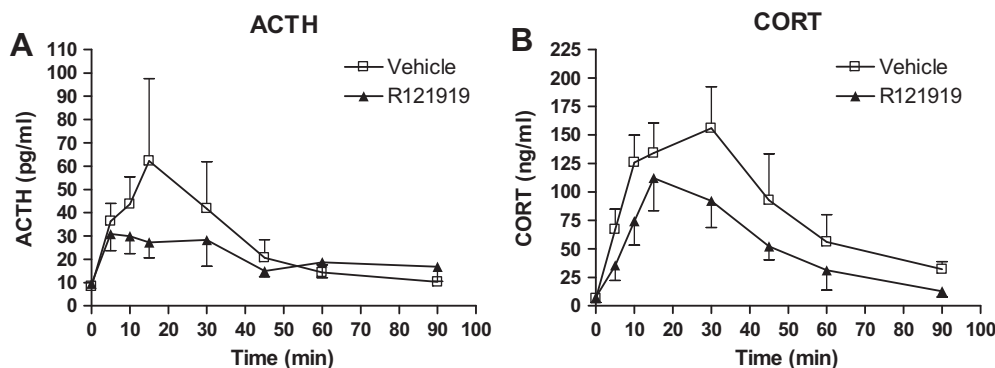 A
ACTH
ACTH (pg/ml)
110
100
90
80
70
60
50
40
30
20
10
0
Vehicle
R121919
0 10 20 30 40 50 60 70 80 90 100
Time (min)
B
CORT
CORT (ng/ml)
225
200
175
150
125
100
75
50
25
0
Vehicle
R121919
0 10 20 30 40 50 60 70 80 90 100
Time (min)